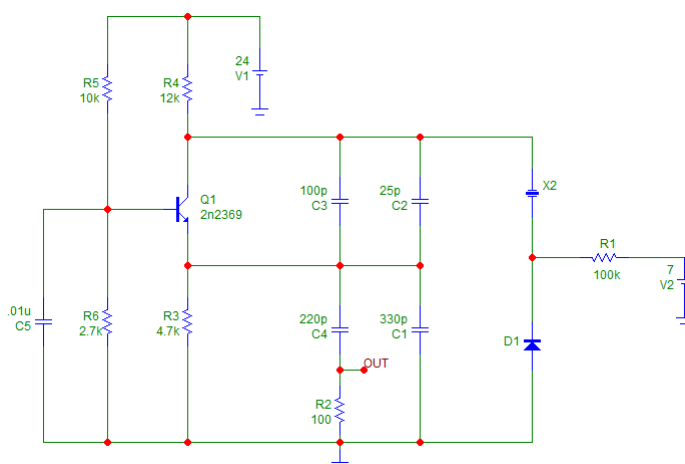 24
V1
R5
10k
R4
12k
Q1
2n2369
100p
C3
25p
C2
X2
R1
100k
7
V2
.01u
C5
R6
2.7k
R3
4.7k
220p
C4
330p
C1
D1
OUT
R2
100